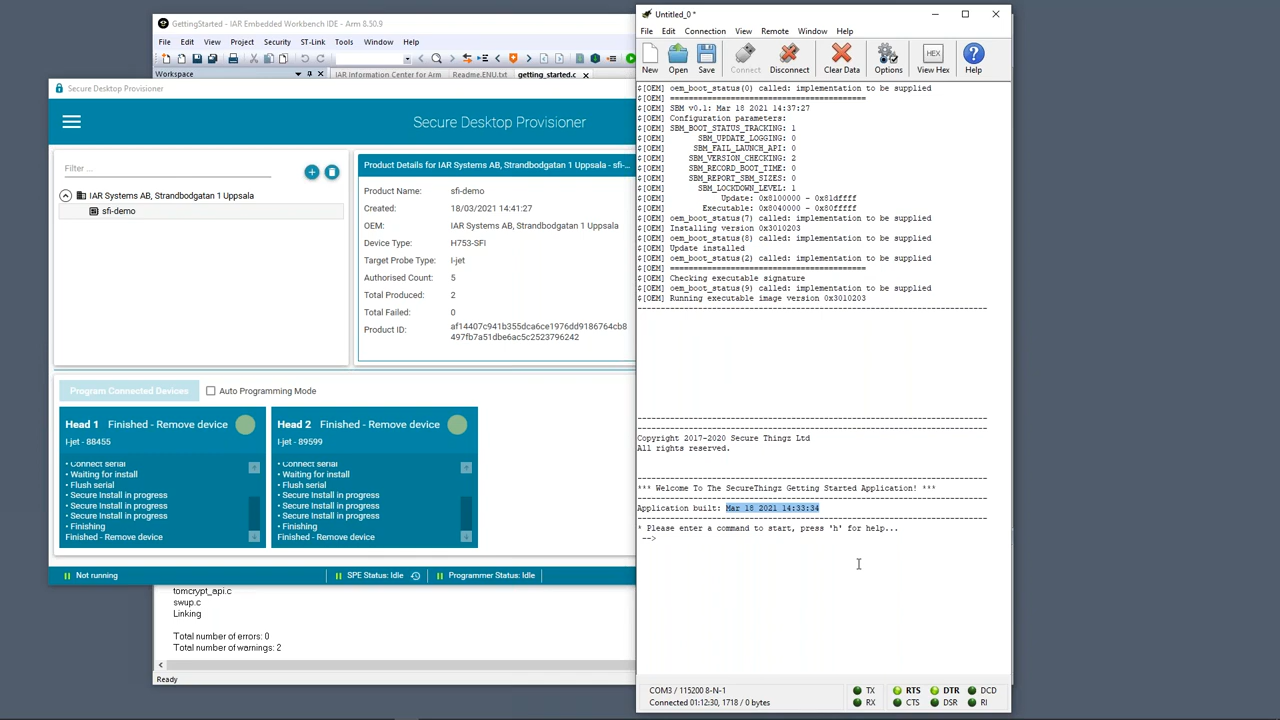 GettingStarted - IAR Embedded Workbench IDE - Arm 8.50.9
File Edit View Project Security ST-Link Tools Window Help
Workspace
IAR Information Center for Arm Readme.ENU.txt getting_started.c
Secure Desktop Provisioner
Secure Desktop Provisioner
Filter ...
IAR Systems AB, Strandbodgatan 1 Uppsala
sfi-demo
Product Details for IAR Systems AB, Strandbodgatan 1 Uppsala - sfi-...
Product Name: sfi-demo
Created: 18/03/2021 14:41:27
OEM: IAR Systems AB, Strandbodgatan 1 Uppsala
Device Type: H753-SFI
Target Probe Type: I-jet
Authorised Count: 5
Total Produced: 2
Total Failed: 0
Product ID: af14407c941b355dca6ce1976dd9186764cb8
497fb7a51dbe6ac5c2523796242
Program Connected Devices Auto Programming Mode
Head 1 Finished - Remove device
I-jet - 88455
• Connect serial
• Waiting for install
• Flush serial
• Secure Install in progress
• Secure Install in progress
• Secure Install in progress
• Finishing
Finished - Remove device
Head 2 Finished - Remove device
I-jet - 89599
• Connect serial
• Waiting for install
• Flush serial
• Secure Install in progress
• Secure Install in progress
• Secure Install in progress
• Finishing
Finished - Remove device
Not running SPE Status: Idle Programmer Status: Idle
tomcrypt_api.c
swup.c
Linking
Total number of errors: 0
Total number of warnings: 2
Ready
Untitled_0 *
File Edit Connection View Remote Window Help
HEX
New Open Save Connect Disconnect Clear Data Options View Hex Help
$[OEM] oem_boot_status(0) called: implementation to be supplied
$[OEM] ==========================================
$[OEM] SBM v0.1: Mar 18 2021 14:37:27
$[OEM] Configuration parameters:
$[OEM] SBM_BOOT_STATUS_TRACKING: 1
$[OEM] SBM_UPDATE_LOGGING: 0
$[OEM] SBM_FAIL_LAUNCH_API: 0
$[OEM] SBM_VERSION_CHECKING: 2
$[OEM] SBM_RECORD_BOOT_TIME: 0
$[OEM] SBM_REPORT_SBM_SIZES: 0
$[OEM] SBM_LOCKDOWN_LEVEL: 1
$[OEM] Update: 0x8100000 - 0x81dffff
$[OEM] Executable: 0x8040000 - 0x80fffff
$[OEM] oem_boot_status(7) called: implementation to be supplied
$[OEM] Installing version 0x3010203
$[OEM] oem_boot_status(8) called: implementation to be supplied
$[OEM] Update installed
$[OEM] oem_boot_status(2) called: implementation to be supplied
$[OEM] ==========================================
$[OEM] Checking executable signature
$[OEM] oem_boot_status(9) called: implementation to be supplied
$[OEM] Running executable image version 0x3010203
Copyright 2017-2020 Secure Thingz Ltd
All rights reserved.
*** Welcome To The SecureThingz Getting Started Application! ***
Application built: Mar 18 2021 14:33:34
* Please enter a command to start, press 'h' for help...
-->
COM3 / 115200 8-N-1 TX RTS DTR DCD
Connected 01:12:30, 1718 / 0 bytes RX CTS DSR RI